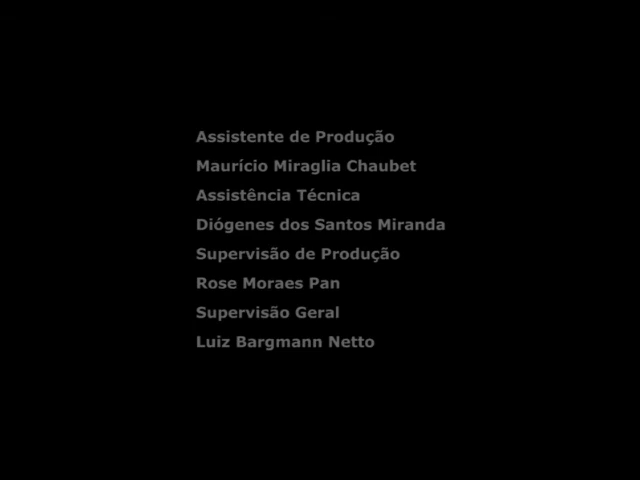 Assistente de Produção
Maurício Miraglia Chaubet
Assistência Técnica
Diógenes dos Santos Miranda
Supervisão de Produção
Rose Moraes Pan
Supervisão Geral
Luiz Bargmann Netto